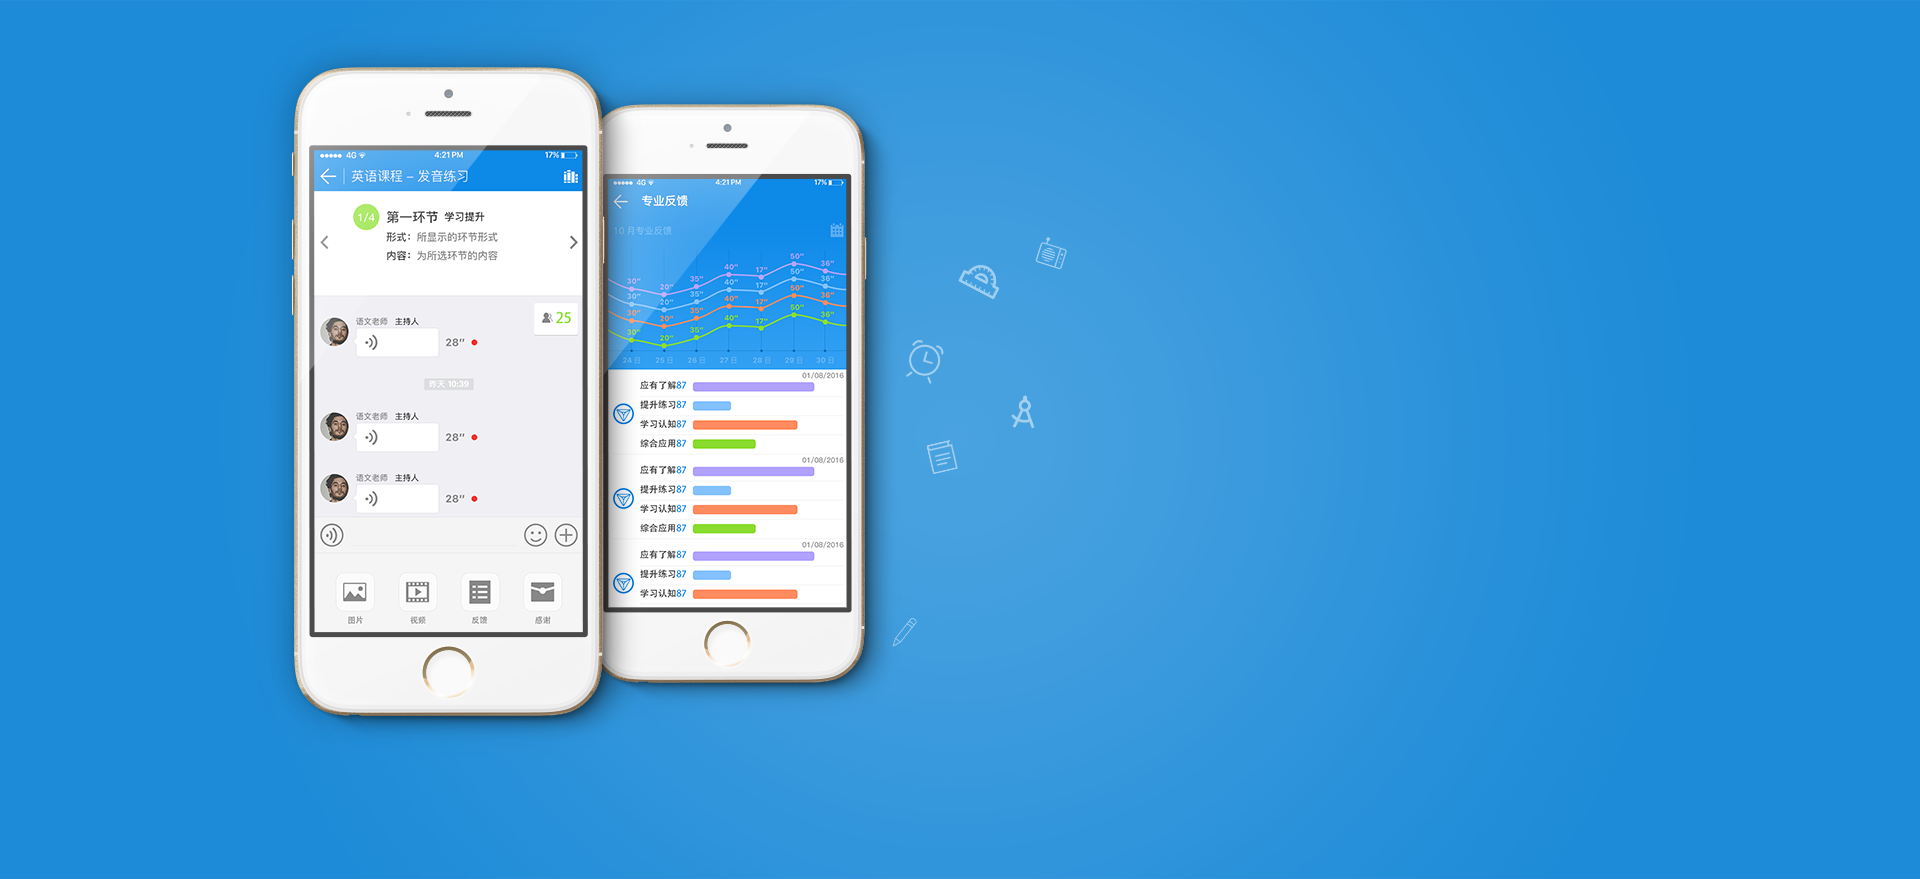 4G 4:21 PM 17%
英语课程 – 发音练习
1/4 第一环节 学习提升
形式：所显示的环节形式
内容：为所选环节的内容
25
语文老师 主持人
28''
昨天 10:39
语文老师 主持人
28''
语文老师 主持人
28''
图片 视频 反馈 感谢
4G 4:21 PM 17%
专业反馈
10 月专业反馈
30'' 20'' 35'' 40'' 17'' 50'' 36''
30'' 20'' 35'' 40'' 17'' 50'' 36''
30'' 20'' 35'' 40'' 17'' 50'' 36''
30'' 20'' 35'' 40'' 17'' 50'' 36''
24 日 25 日 26 日 27 日 28 日 29 日 30 日
01/08/2016
应有了解87
提升练习87
学习认知87
综合应用87
01/08/2016
应有了解87
提升练习87
学习认知87
综合应用87
01/08/2016
应有了解87
提升练习87
学习认知87